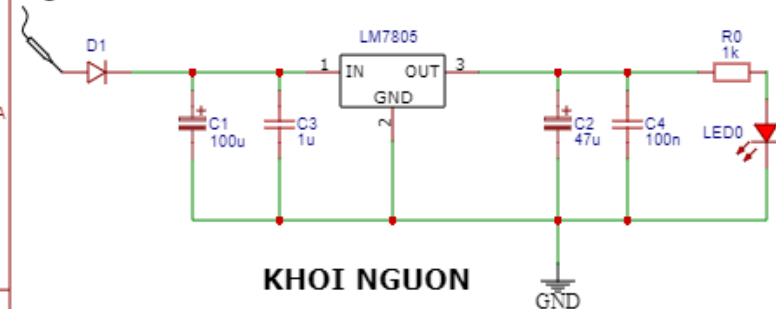 LM7805
D1
R0
1k
1
IN
OUT
3
GND
2
C1
100u
C3
1u
C2
47u
C4
100n
LED0
KHOI NGUON
GND